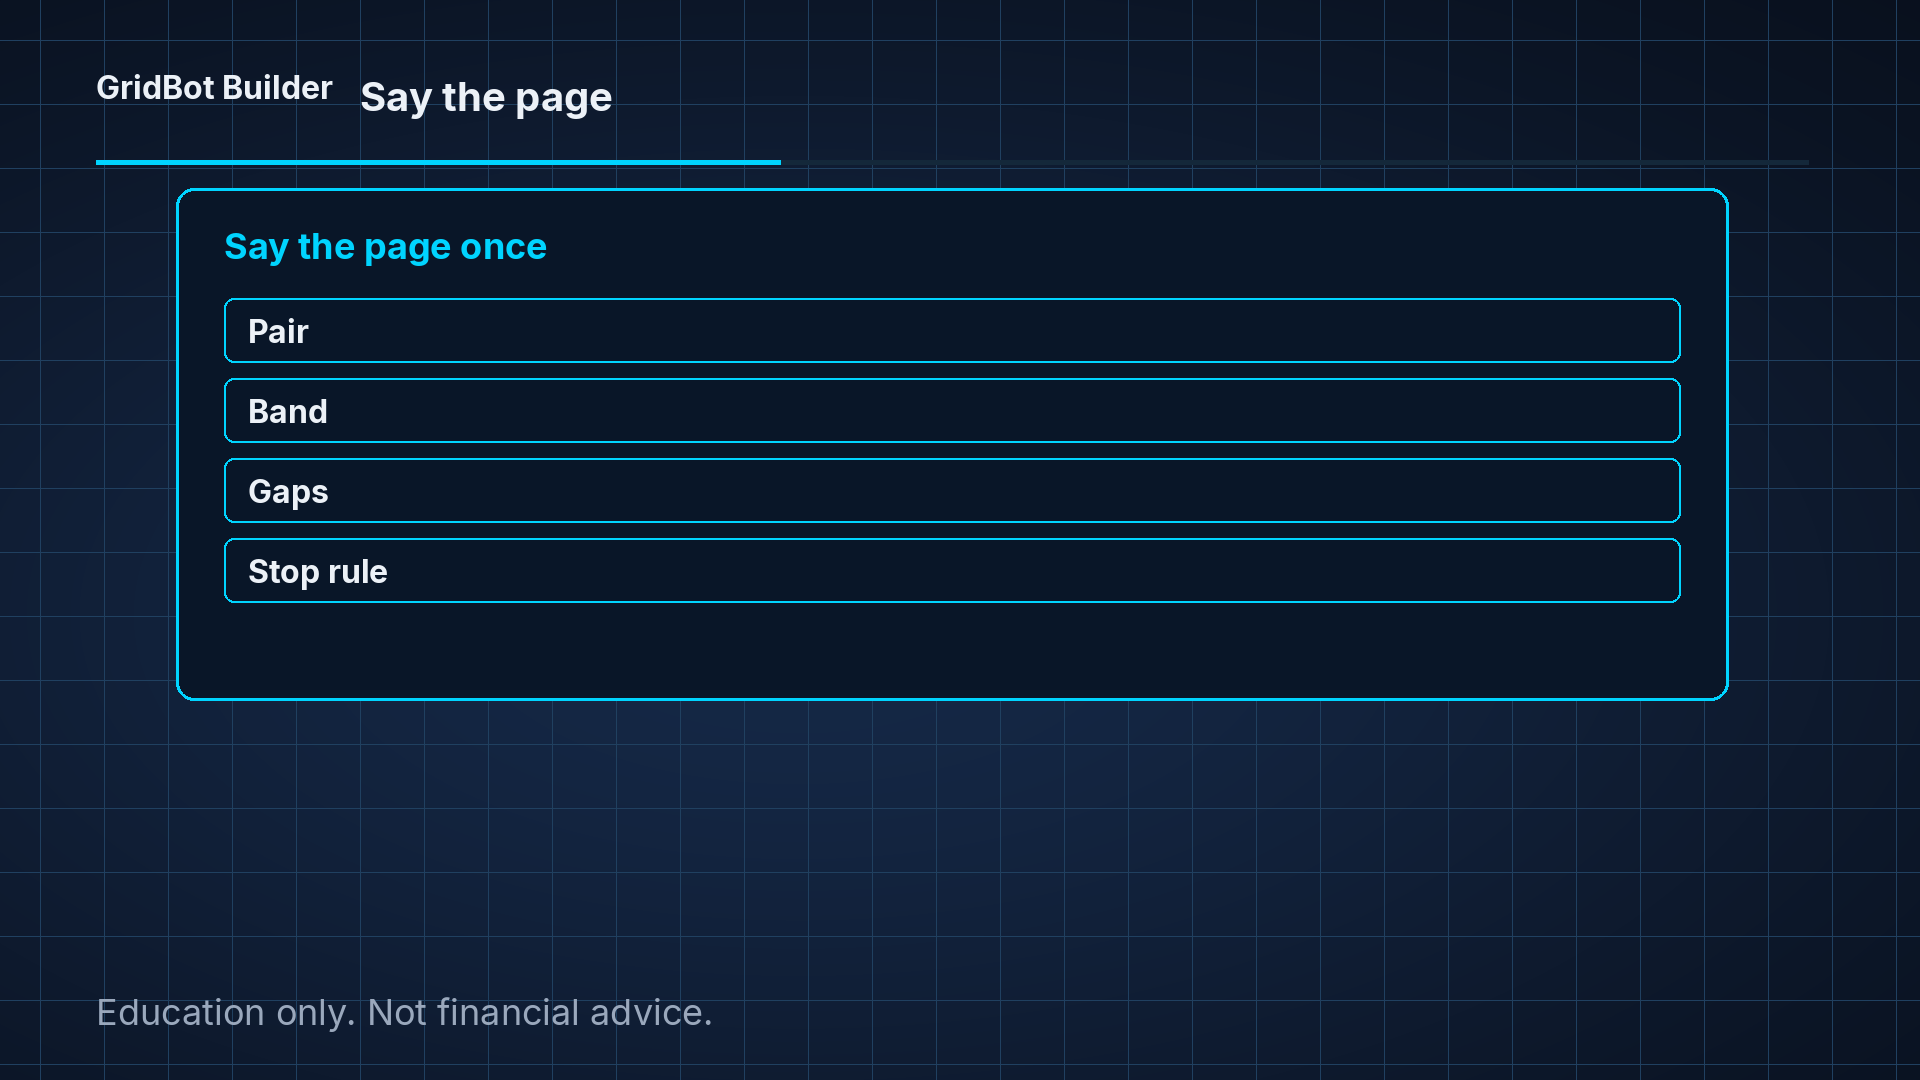 GridBot Builder
Say the page
Say the page once
Pair
Band
Gaps
Stop rule
Education only. Not financial advice.